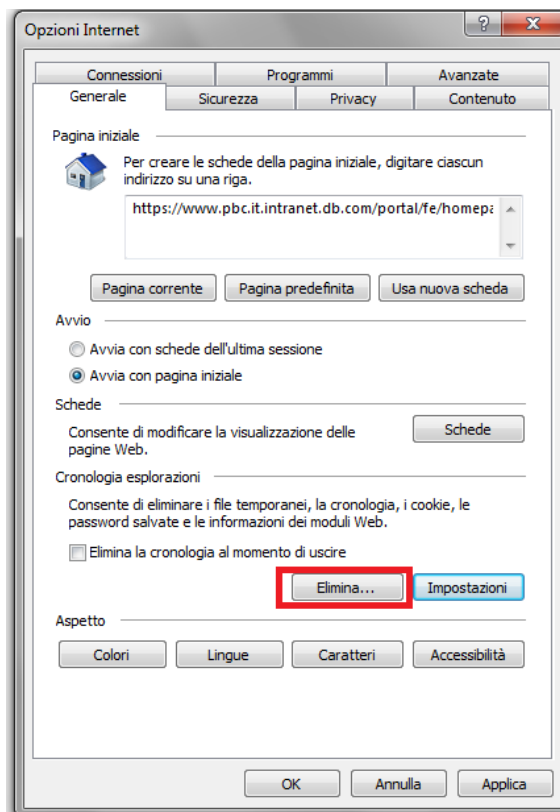 Opzioni Internet
?
x
Connessioni
Programmi
Avanzate
Generale
Sicurezza
Privacy
Contenuto
Pagina iniziale
Per creare le schede della pagina iniziale, digitare ciascun
indirizzo su una riga.
https://www.pbc.it.intranet.db.com/portal/fe/homepa
Pagina corrente
Pagina predefinita
Usa nuova scheda
Avvio
Avvia con schede dell'ultima sessione
Avvia con pagina iniziale
Schede
Consente di modificare la visualizzazione delle
pagine Web.
Schede
Cronologia esplorazioni
Consente di eliminare i file temporanei, la cronologia, i cookie, le
password salvate e le informazioni dei moduli Web.
Elimina la cronologia al momento di uscire
Elimina...
Impostazioni
Aspetto
Colori
Lingue
Caratteri
Accessibilità
OK
Annulla
Applica